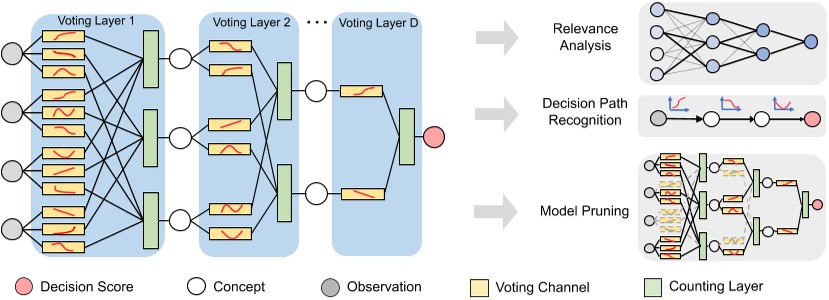 Voting Layer 1
Voting Layer 2
...
Voting Layer D
Relevance
Analysis
Decision Path
Recognition
Model Pruning
Decision Score
Concept
Observation
Voting Channel
Counting Layer